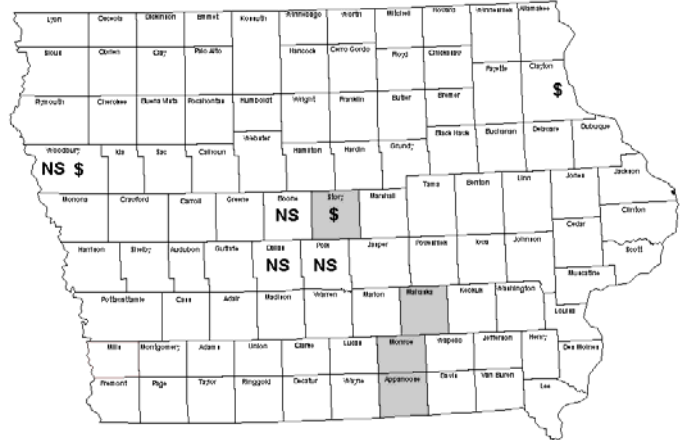 Lyon Osceola Dickinson Emmet Kossuth Winnebago Worth Mitchell Howard Winneshiek Allamakee
Sioux Obrien Clay Palo Alto Hancock Cerro Gordo Floyd Chickasaw
Fayette Clayton
$
Plymouth Cherokee Buena Vista Pocahontas Humboldt Wright Franklin Butler Bremer
Webster Black Hawk Buchanan Delaware Dubuque
Woodbury Ida Sac Calhoun Hamilton Hardin Grundy
NS $
Tama Benton Linn Jones Jackson
Monona Crawford Carroll Greene Boone Story Marshall
NS $
Clinton
Cedar
Harrison Shelby Audubon Guthrie Dallas Polk Jasper Poweshiek Iowa Johnson Scott
NS NS
Muscatine
Pottawattamie Cass Adair Madison Warren Marion Mahaska Keokuk Washington
Louisa
Mills Montgomery Adams Union Clarke Lucas Monroe Wapello Jefferson Henry Des Moines
Fremont Page Taylor Ringgold Decatur Wayne Appanoose Davis Van Buren Lee